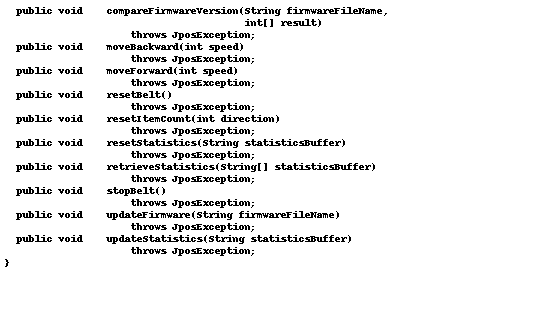 public void    compareFirmwareVersion(String firmwareFileName,
int[] result)
throws JposException;
public void    moveBackward(int speed)
throws JposException;
public void    moveForward(int speed)
throws JposException;
public void    resetBelt()
throws JposException;
public void    resetItemCount(int direction)
throws JposException;
public void    resetStatistics(String statisticsBuffer)
throws JposException;
public void    retrieveStatistics(String[] statisticsBuffer)
throws JposException;
public void    stopBelt()
throws JposException;
public void    updateFirmware(String firmwareFileName)
throws JposException;
public void    updateStatistics(String statisticsBuffer)
throws JposException;
}